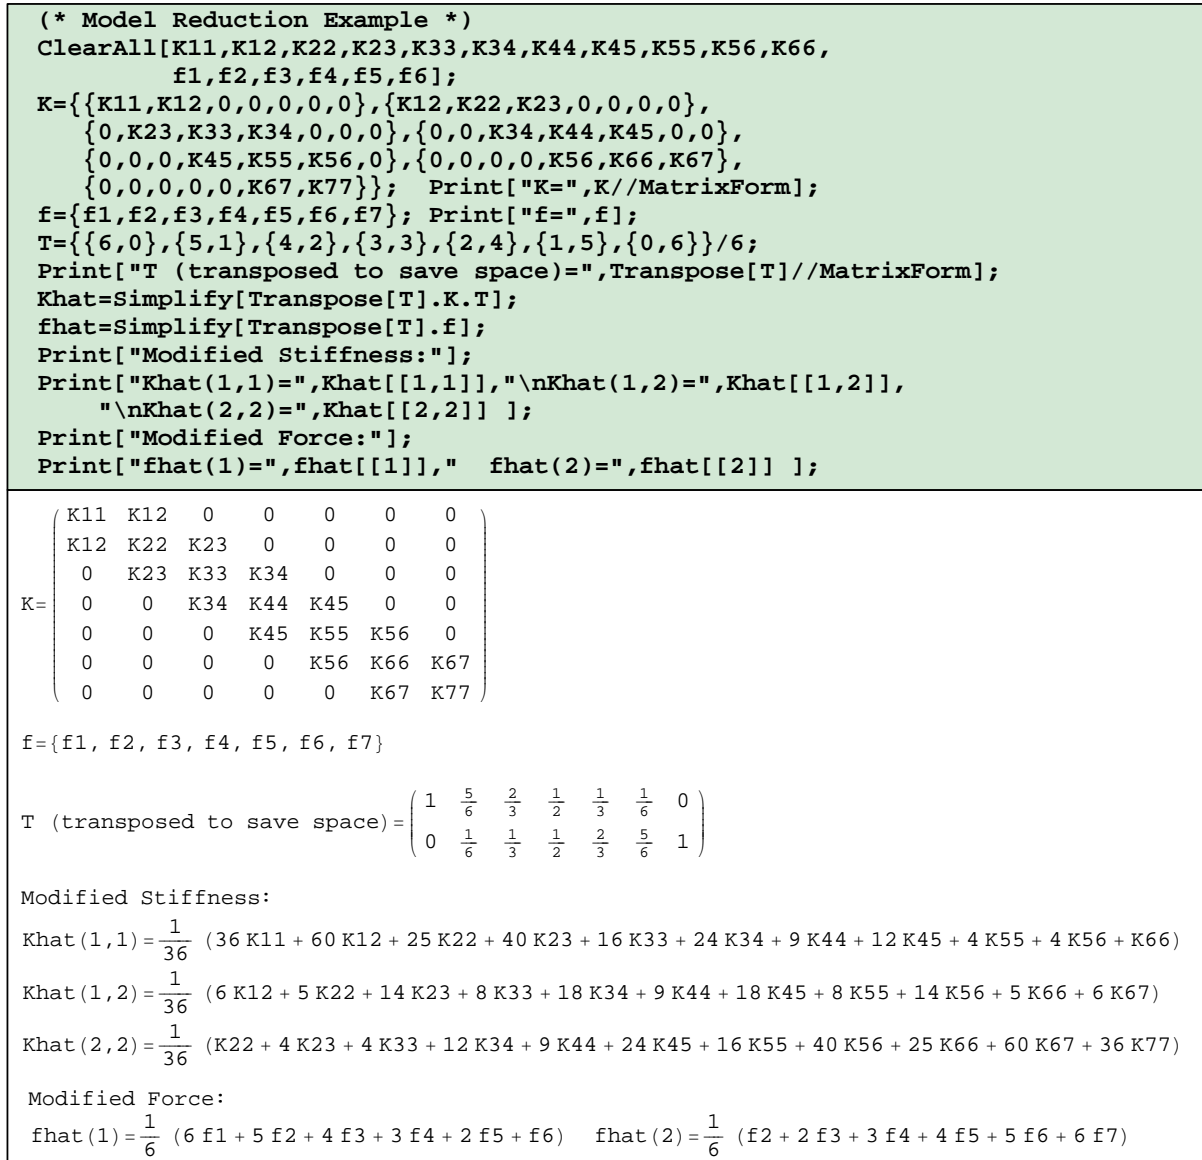 (* Model Reduction Example *)
ClearAll[K11,K12,K22,K23,K33,K34,K44,K45,K55,K56,K66,
f1,f2,f3,f4,f5,f6];
K={{K11,K12,0,0,0,0,0},{K12,K22,K23,0,0,0,0},
{0,K23,K33,K34,0,0,0},{0,0,K34,K44,K45,0,0},
{0,0,0,K45,K55,K56,0},{0,0,0,0,K56,K66,K67},
{0,0,0,0,0,K67,K77}}; Print["K=",K//MatrixForm];
f={f1,f2,f3,f4,f5,f6,f7}; Print["f=",f];
T={{6,0},{5,1},{4,2},{3,3},{2,4},{1,5},{0,6}}/6;
Print["T (transposed to save space)=",Transpose[T]//MatrixForm];
Khat=Simplify[Transpose[T].K.T];
fhat=Simplify[Transpose[T].f];
Print["Modified Stiffness:"];
Print["Khat(1,1)=",Khat[[1,1]],"\nKhat(1,2)=",Khat[[1,2]],
"\nKhat(2,2)=",Khat[[2,2]] ];
Print["Modified Force:"];
Print["fhat(1)=",fhat[[1]]," fhat(2)=",fhat[[2]] ];
K11 K12 0 0 0 0 0
K12 K22 K23 0 0 0 0
0 K23 K33 K34 0 0 0
K= 0 0 K34 K44 K45 0 0
0 0 0 K45 K55 K56 0
0 0 0 0 K56 K66 K67
0 0 0 0 0 K67 K77
f={f1, f2, f3, f4, f5, f6, f7}
T (transposed to save space)= ( 1 5/6 2/3 1/2 1/3 1/6 0
0 1/6 1/3 1/2 2/3 5/6 1 )
Modified Stiffness:
Khat(1,1)= 1/36 (36 K11 + 60 K12 + 25 K22 + 40 K23 + 16 K33 + 24 K34 + 9 K44 + 12 K45 + 4 K55 + 4 K56 + K66)
Khat(1,2)= 1/36 (6 K12 + 5 K22 + 14 K23 + 8 K33 + 18 K34 + 9 K44 + 18 K45 + 8 K55 + 14 K56 + 5 K66 + 6 K67)
Khat(2,2)= 1/36 (K22 + 4 K23 + 4 K33 + 12 K34 + 9 K44 + 24 K45 + 16 K55 + 40 K56 + 25 K66 + 60 K67 + 36 K77)
Modified Force:
fhat(1)= 1/6 (6 f1 + 5 f2 + 4 f3 + 3 f4 + 2 f5 + f6) fhat(2)= 1/6 (f2 + 2 f3 + 3 f4 + 4 f5 + 5 f6 + 6 f7)